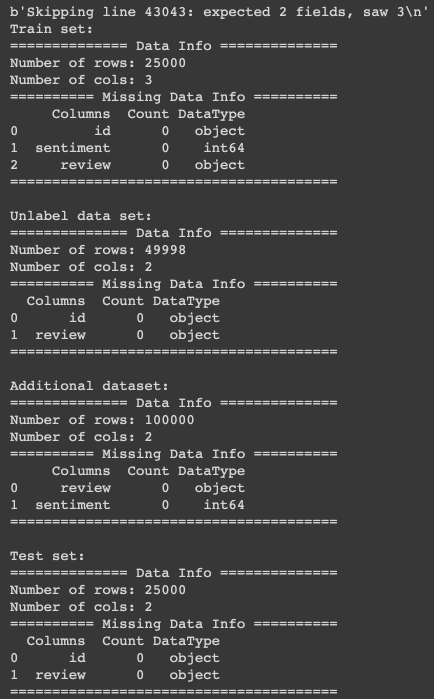 b'Skipping line 43043: expected 2 fields, saw 3\n'
Train set:
============== Data Info ==============
Number of rows: 25000
Number of cols: 3
========== Missing Data Info ==========
     Columns  Count DataType
0         id      0   object
1  sentiment      0    int64
2     review      0   object
=======================================

Unlabel data set:
============== Data Info ==============
Number of rows: 49998
Number of cols: 2
========== Missing Data Info ==========
  Columns  Count DataType
0      id      0   object
1  review      0   object
=======================================

Additional dataset:
============== Data Info ==============
Number of rows: 100000
Number of cols: 2
========== Missing Data Info ==========
     Columns  Count DataType
0     review      0   object
1  sentiment      0    int64
=======================================

Test set:
============== Data Info ==============
Number of rows: 25000
Number of cols: 2
========== Missing Data Info ==========
  Columns  Count DataType
0      id      0   object
1  review      0   object
=======================================